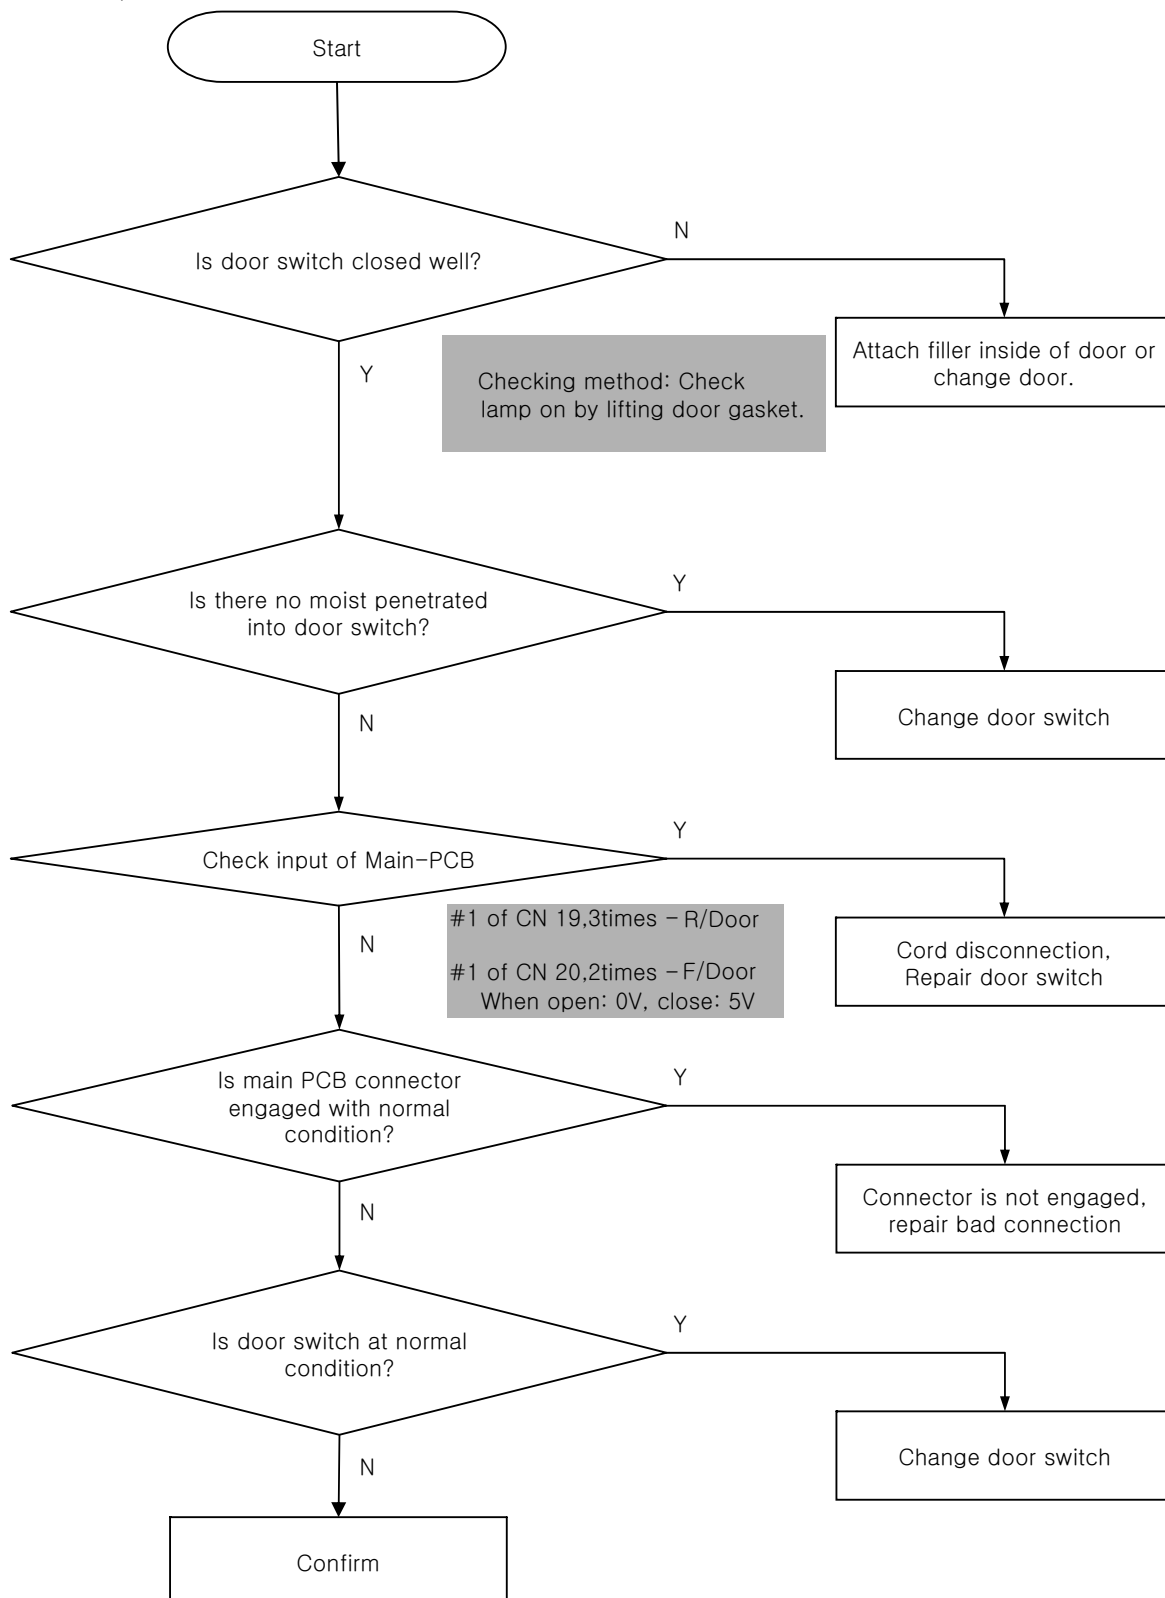 Start
Is door switch closed well?
N
Attach filler inside of door or
change door.
Y
Checking method: Check
lamp on by lifting door gasket.
Is there no moist penetrated
into door switch?
Y
Change door switch
N
Check input of Main-PCB
Y
Cord disconnection,
Repair door switch
N
#1 of CN 19,3times - R/Door
#1 of CN 20,2times - F/Door
When open: 0V, close: 5V
Is main PCB connector
engaged with normal
condition?
Y
Connector is not engaged,
repair bad connection
N
Is door switch at normal
condition?
Y
Change door switch
N
Confirm